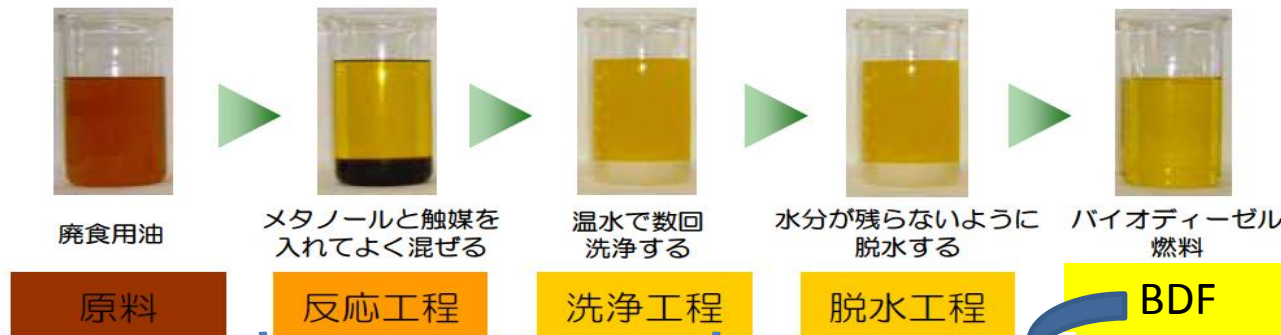 廃食用油
メタノールと触媒を
入れてよく混ぜる
温水で数回
洗浄する
水分が残らないように
脱水する
バイオディーゼル
燃料
原料
反応工程
洗浄工程
脱水工程
BDF